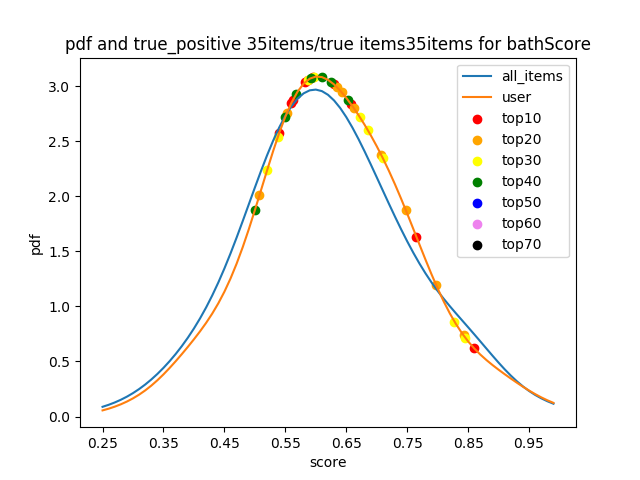 pdf and true_positive 35items/true items35items for bathScore
3.0
2.5
2.0
1.5
1.0
0.5
0.0
pdf
all_items
user
top10
top20
top30
top40
top50
top60
top70
0.25 0.35 0.45 0.55 0.65 0.75 0.85 0.95
score